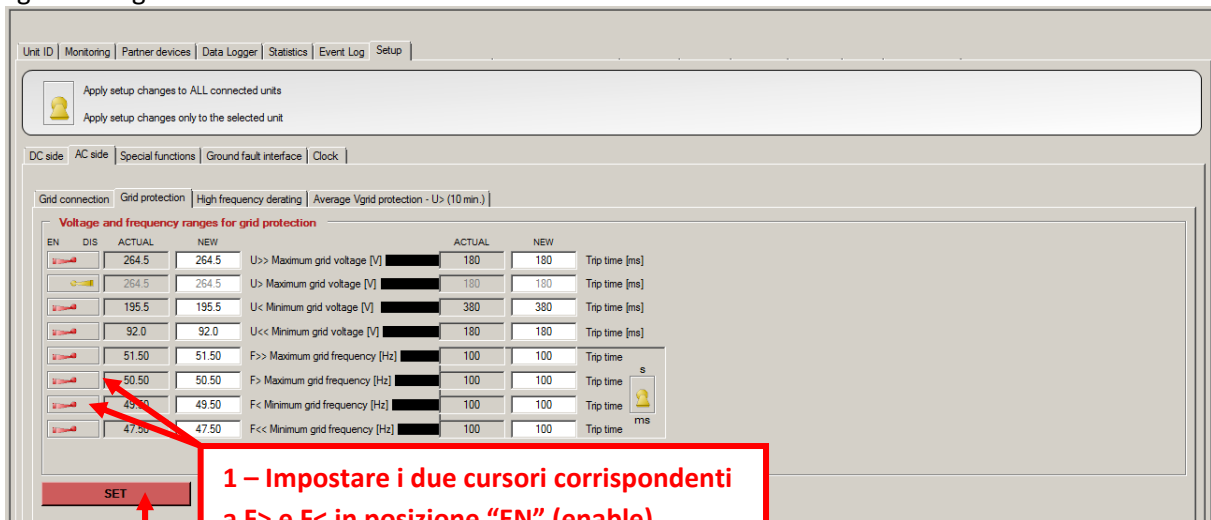 Unit ID Monitoring Partner devices Data Logger Statistics Event Log Setup
Apply setup changes to ALL connected units
Apply setup changes only to the selected unit
DC side AC side Special functions Ground fault interface Clock
Grid connection Grid protection High frequency derating Average Vgrid protection - U> (10 min.)
Voltage and frequency ranges for grid protection
EN DIS ACTUAL NEW ACTUAL NEW
264.5 264.5 U>> Maximum grid voltage [V] 180 180 Trip time [ms]
264.5 264.5 U> Maximum grid voltage [V] 180 180 Trip time [ms]
195.5 195.5 U< Minimum grid voltage [V] 380 380 Trip time [ms]
92.0 92.0 U<< Minimum grid voltage [V] 180 180 Trip time [ms]
51.50 51.50 F>> Maximum grid frequency [Hz] 100 100 Trip time
s
50.50 50.50 F> Maximum grid frequency [Hz] 100 100 Trip time
49.50 49.50 F< Minimum grid frequency [Hz] 100 100 Trip time
ms
47.50 47.50 F<< Minimum grid frequency [Hz] 100 100 Trip time
SET
1 – Impostare i due cursori corrispondenti
a F> e F< in posizione “EN” (enable)